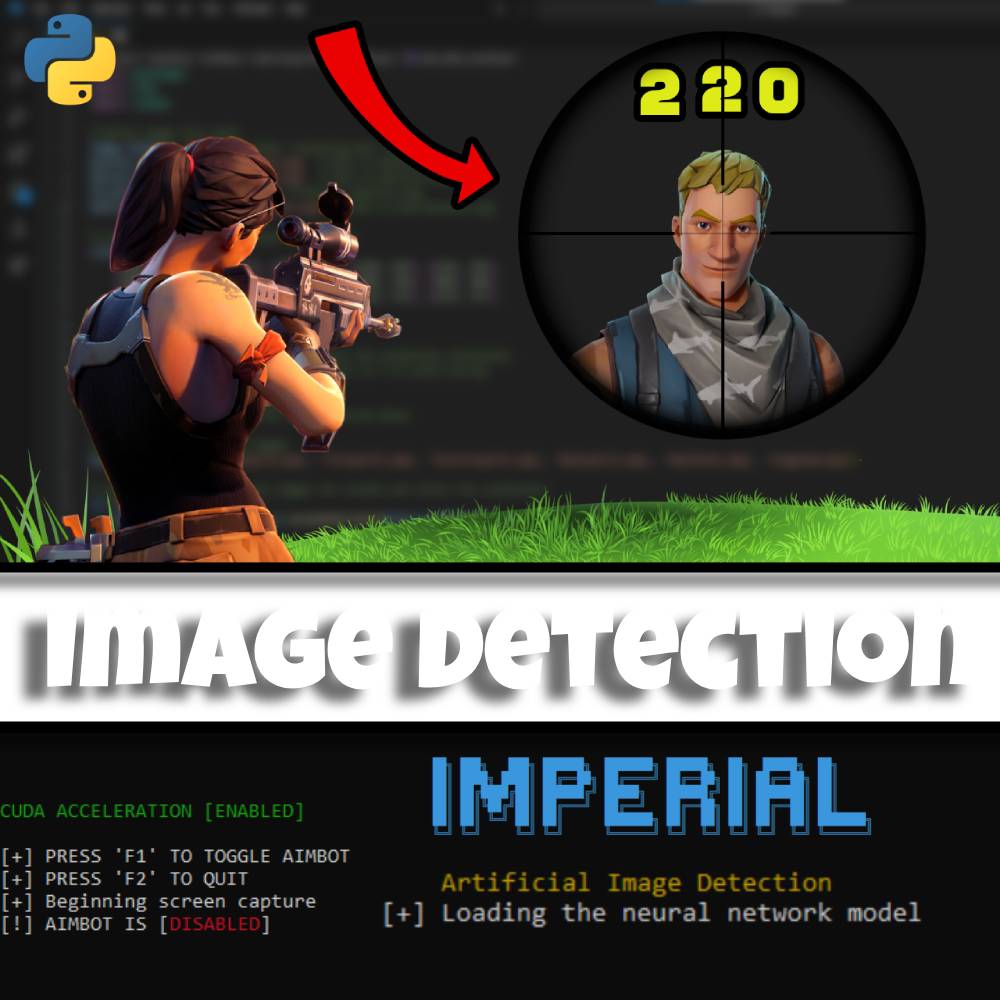 220
IMAGE DETECTION
IMPERIAL
CUDA ACCELERATION [ENABLED]
[+] PRESS 'F1' TO TOGGLE AIMBOT
[+] PRESS 'F2' TO QUIT
[+] Beginning screen capture
[!] AIMBOT IS [DISABLED]
Artificial Image Detection
[+] Loading the neural network model